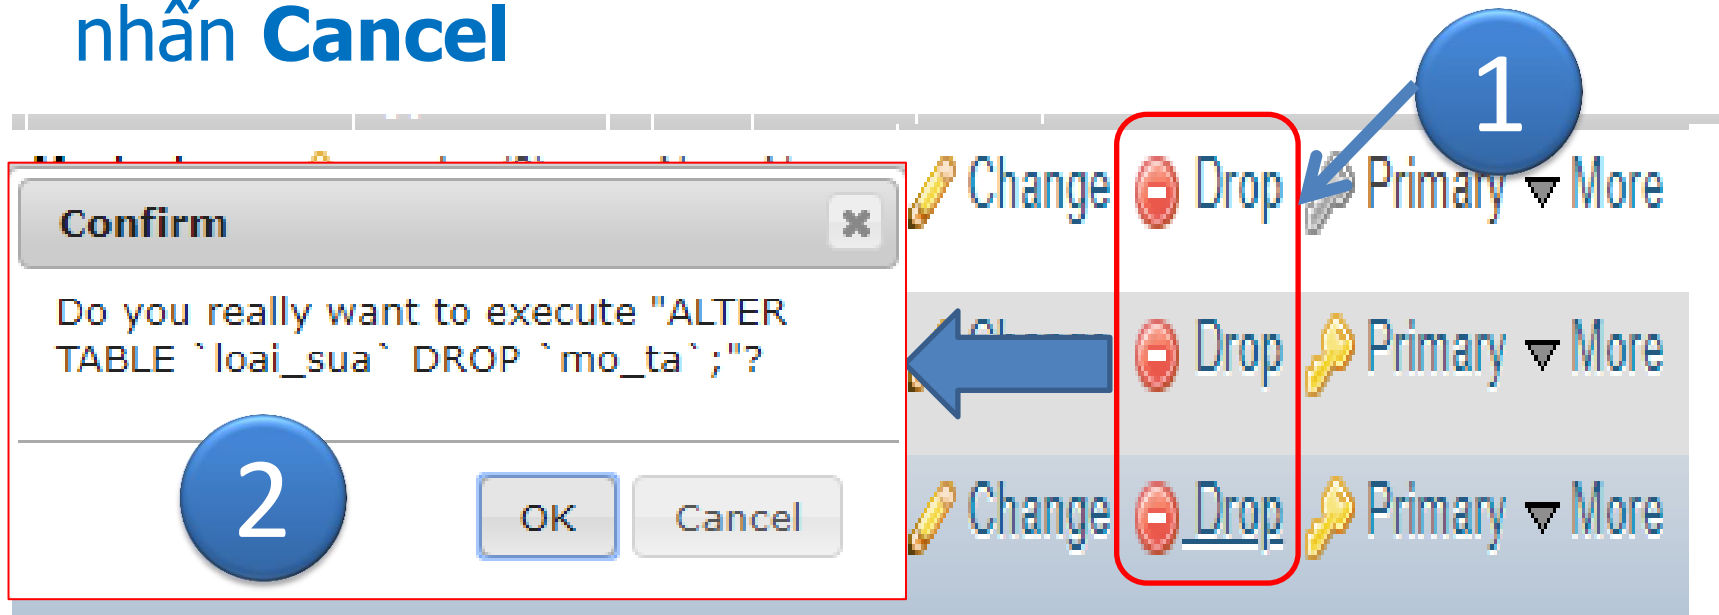 nhấn Cancel
1
Change Drop Primary More
Confirm
Do you really want to execute "ALTER
TABLE `loai_sua` DROP `mo_ta`;"?
Drop Primary More
2
OK Cancel
Change Drop Primary More